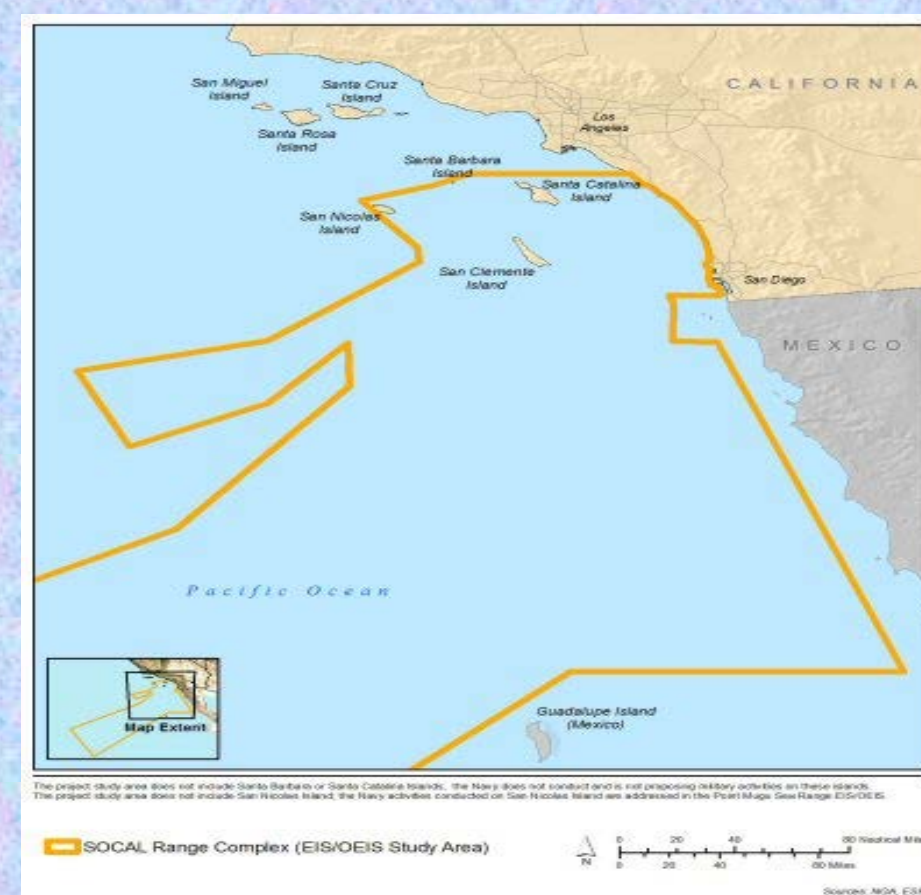 CALIFORNIA
San Miguel
Island
Santa Cruz
Island
Santa Rosa
Island
Los
Angeles
Santa Barbara
Island
Santa Catalina
Island
San Nicolas
Island
San Clemente
Island
San Diego
MEXICO
Pacific Ocean
Guadalupe Island
(Mexico)
Map Extent
The project study area does not include Santa Barbara or Santa Catalina Islands; the Navy does not conduct and is not proposing military activities on these islands.
The project study area does not include San Nicolas Island; the Navy activities conducted on San Nicolas Island are addressed in the Point Mugu Sea Range EIS/OEIS.
SOCAL Range Complex (EIS/OEIS Study Area)
N
0 20 40 80 Nautical
0 20 40 80 Miles
Sources: NGA,